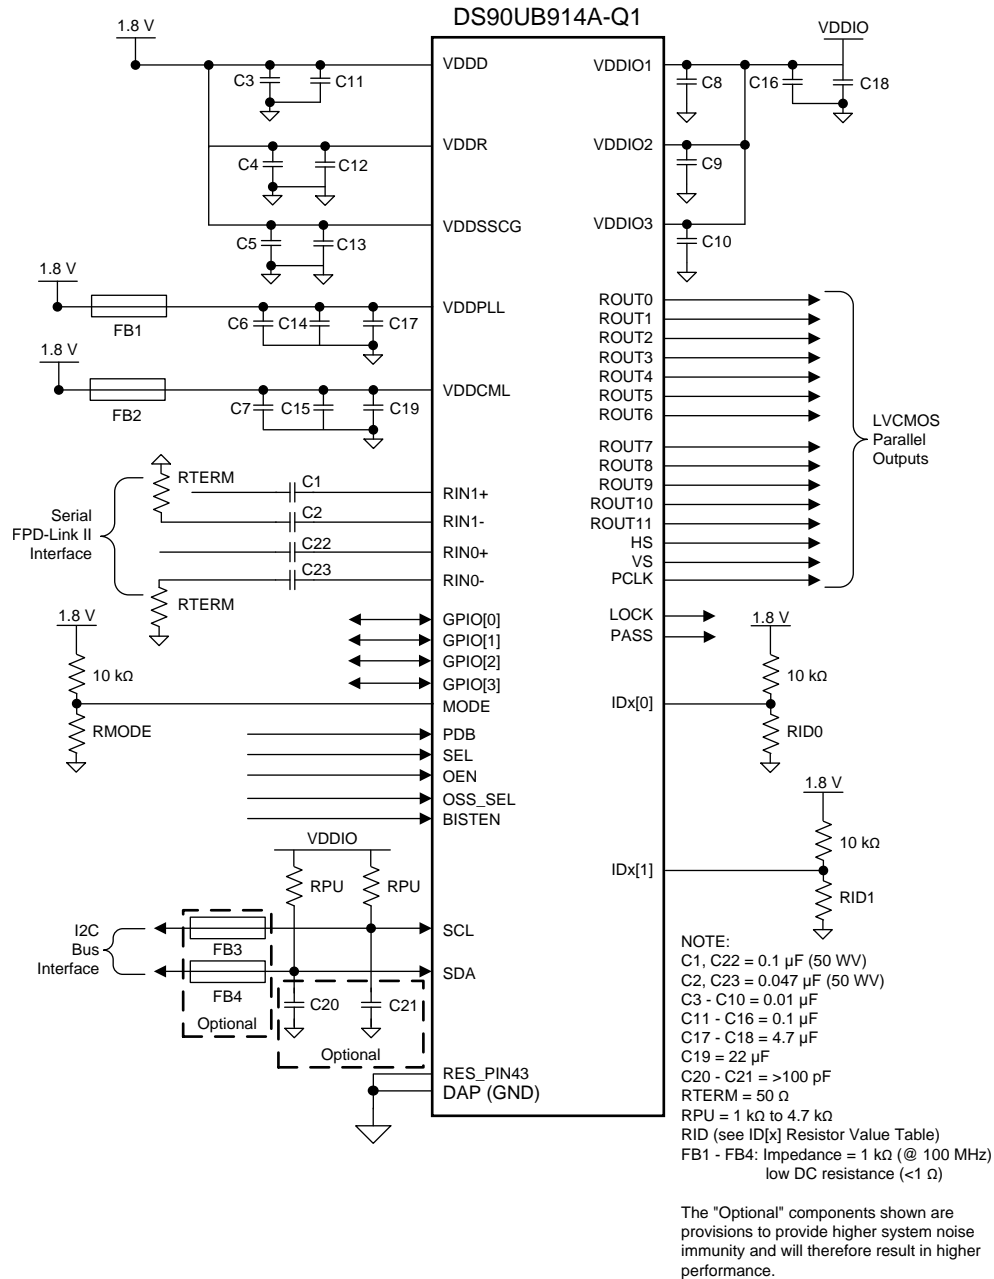 DS90UB914A-Q1
1.8 V
VDDIO
VDDD
VDDIO1
C3
C11
C8
C16
C18
VDDR
VDDIO2
C4
C12
C9
VDDSSCG
VDDIO3
C5
C13
C10
1.8 V
FB1
VDDPLL
C6
C14
C17
1.8 V
FB2
VDDCML
C7
C15
C19
ROUT0
ROUT1
ROUT2
ROUT3
ROUT4
ROUT5
ROUT6
ROUT7
ROUT8
ROUT9
ROUT10
ROUT11
HS
VS
PCLK
LVCMOS
Parallel
Outputs
Serial
FPD-Link II
Interface
RTERM
C1
RIN1+
C2
RIN1-
C22
RIN0+
C23
RIN0-
RTERM
GPIO[0]
GPIO[1]
GPIO[2]
GPIO[3]
LOCK
PASS
1.8 V
10 kΩ
MODE
RMODE
1.8 V
10 kΩ
IDx[0]
RID0
PDB
SEL
OEN
OSS_SEL
BISTEN
1.8 V
10 kΩ
IDx[1]
RID1
VDDIO
RPU
RPU
I2C
Bus
Interface
FB3
SCL
FB4
SDA
Optional
C20
C21
Optional
RES_PIN43
DAP (GND)
NOTE:
C1, C22 = 0.1 µF (50 WV)
C2, C23 = 0.047 µF (50 WV)
C3 - C10 = 0.01 µF
C11 - C16 = 0.1 µF
C17 - C18 = 4.7 µF
C19 = 22 µF
C20 - C21 = >100 pF
RTERM = 50 Ω
RPU = 1 kΩ to 4.7 kΩ
RID (see ID[x] Resistor Value Table)
FB1 - FB4: Impedance = 1 kΩ (@ 100 MHz)
low DC resistance (<1 Ω)
The "Optional" components shown are
provisions to provide higher system noise
immunity and will therefore result in higher
performance.